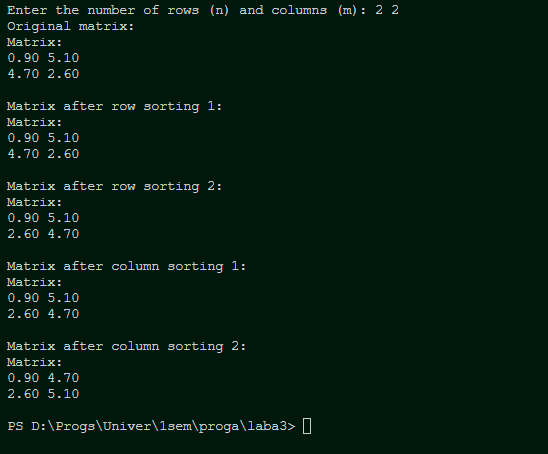 Enter the number of rows (n) and columns (m): 2 2
Original matrix:
Matrix:
0.90 5.10
4.70 2.60
Matrix after row sorting 1:
Matrix:
0.90 5.10
4.70 2.60
Matrix after row sorting 2:
Matrix:
0.90 5.10
2.60 4.70
Matrix after column sorting 1:
Matrix:
0.90 5.10
2.60 4.70
Matrix after column sorting 2:
Matrix:
0.90 4.70
2.60 5.10
PS D:\Progs\Univer\1sem\proga\laba3>